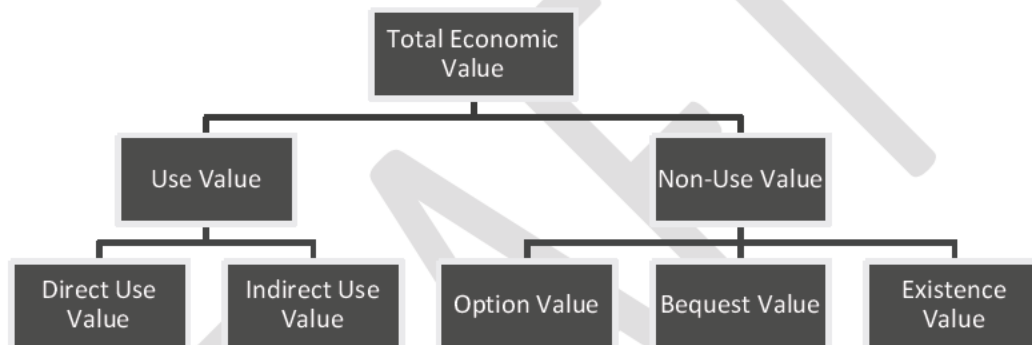 Total Economic
Value
Use Value
Non-Use Value
Direct Use
Value
Indirect Use
Value
Option Value
Bequest Value
Existence
Value